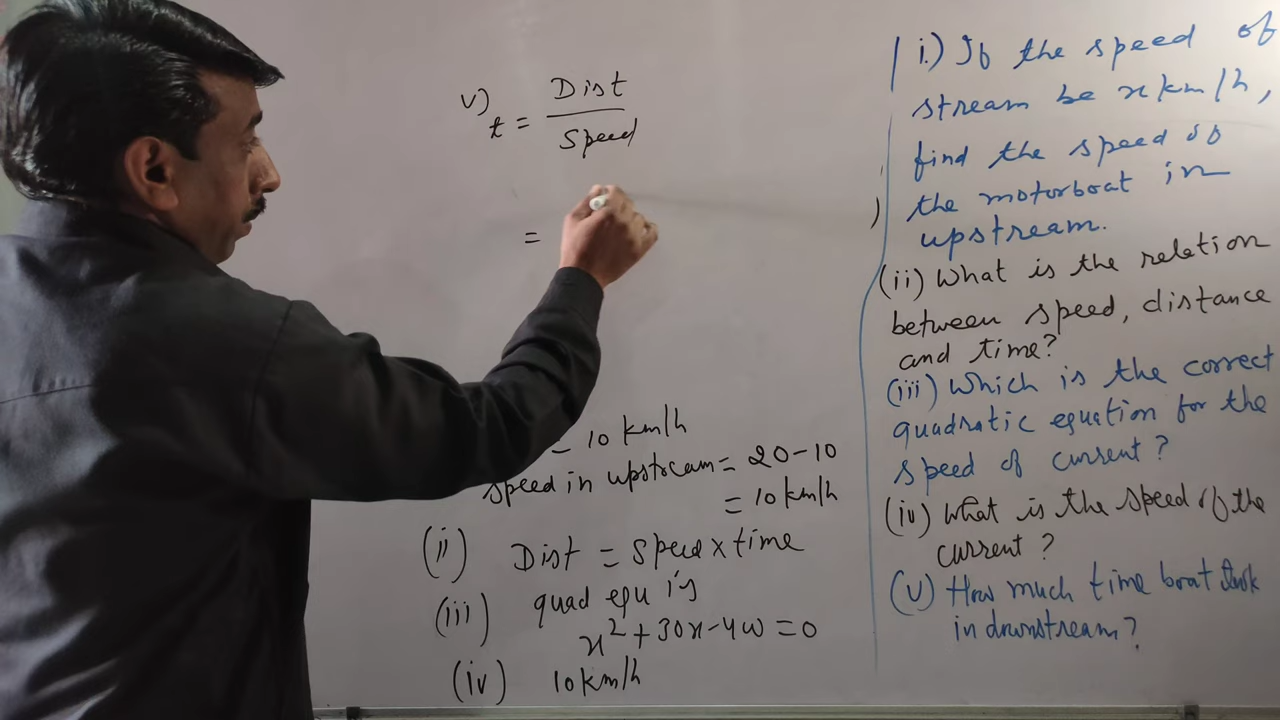 v)
t = Dist / Speed
=
= 10 km/h
speed in upstream = 20-10
= 10 km/h
(ii) Dist = speed x time
(iii) quad equ is
x² + 30x - 400 = 0
(iv) 10 km/h
i.) If the speed of
stream be x km/h,
find the speed of
the motorboat in
upstream.
(ii) What is the relation
between speed, distance
and time?
(iii) Which is the correct
quadratic equation for the
speed of current?
(iv) What is the speed of the
current?
(v) How much time boat took
in downstream?